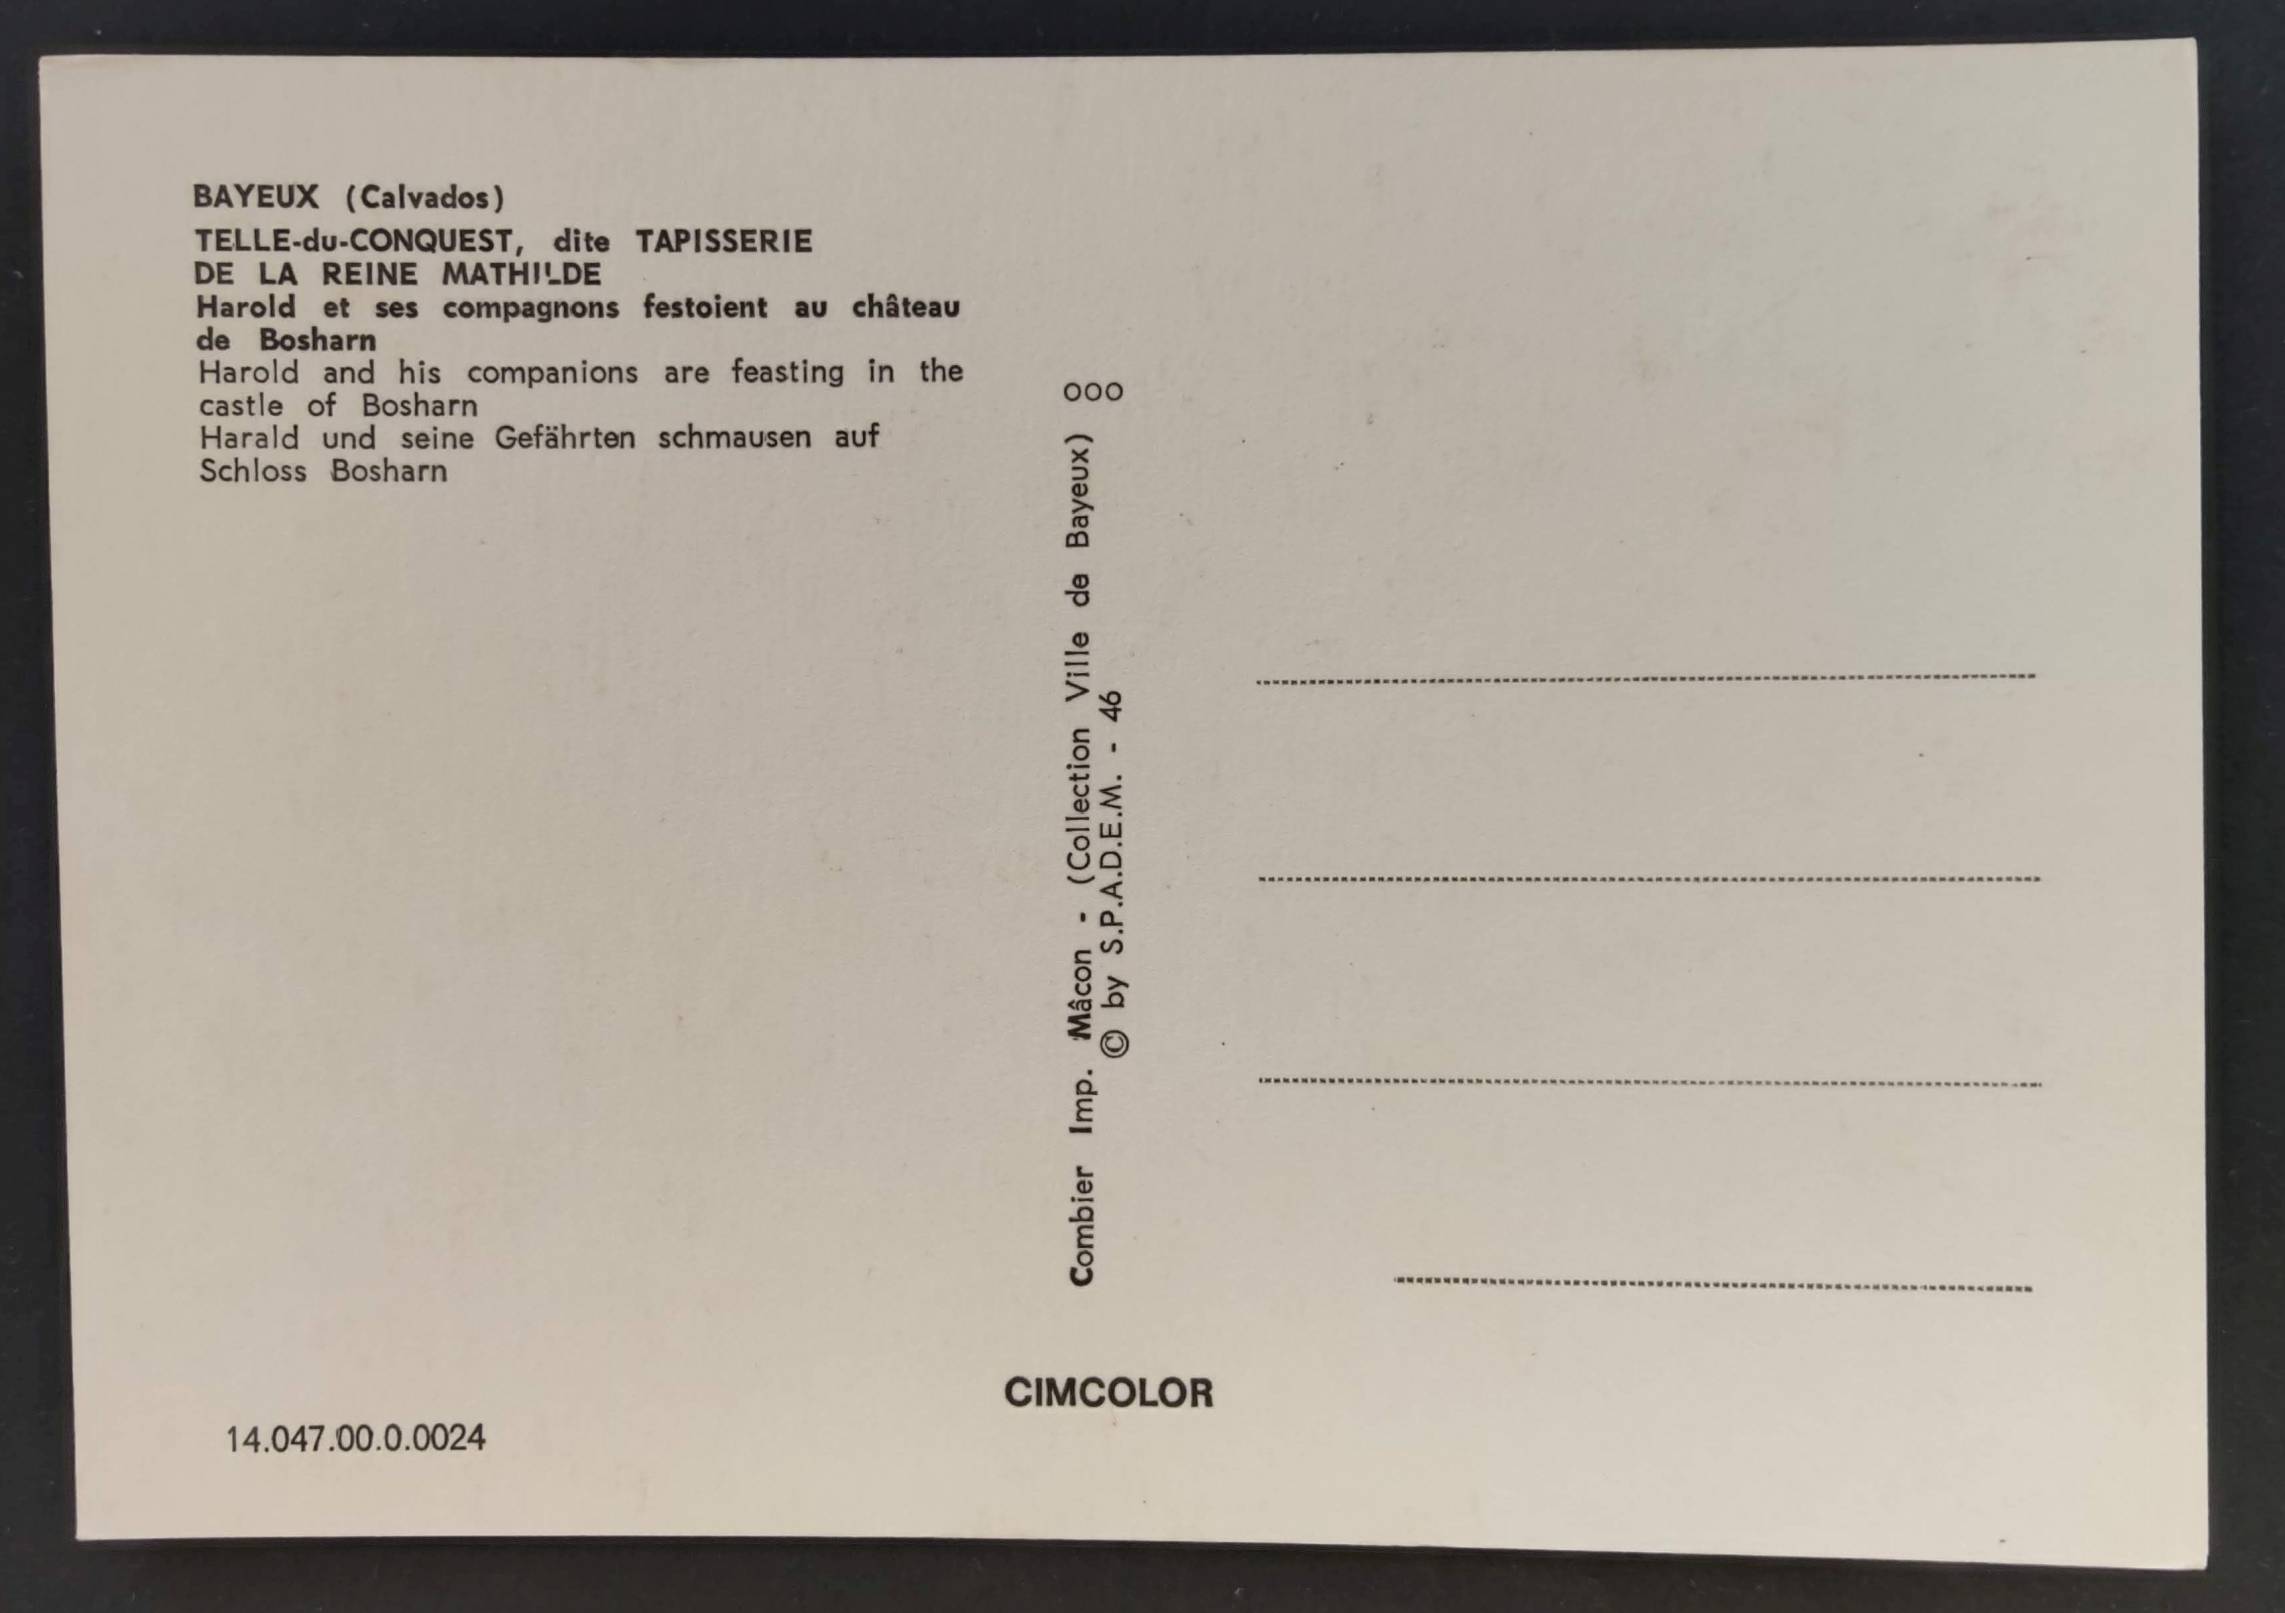 BAYEUX (Calvados)
TELLE-du-CONQUEST, dite TAPISSERIE
DE LA REINE MATHILDE
Harold et ses compagnons festoient au château
de Bosharn
Harold and his companions are feasting in the
castle of Bosharn
Harald und seine Gefährten schmausen auf
Schloss Bosharn
14.047.00.0.0024
Combier Imp. Mâcon - (Collection Ville de Bayeux)
© by S.P.A.D.E.M. - 46
000
CIMCOLOR